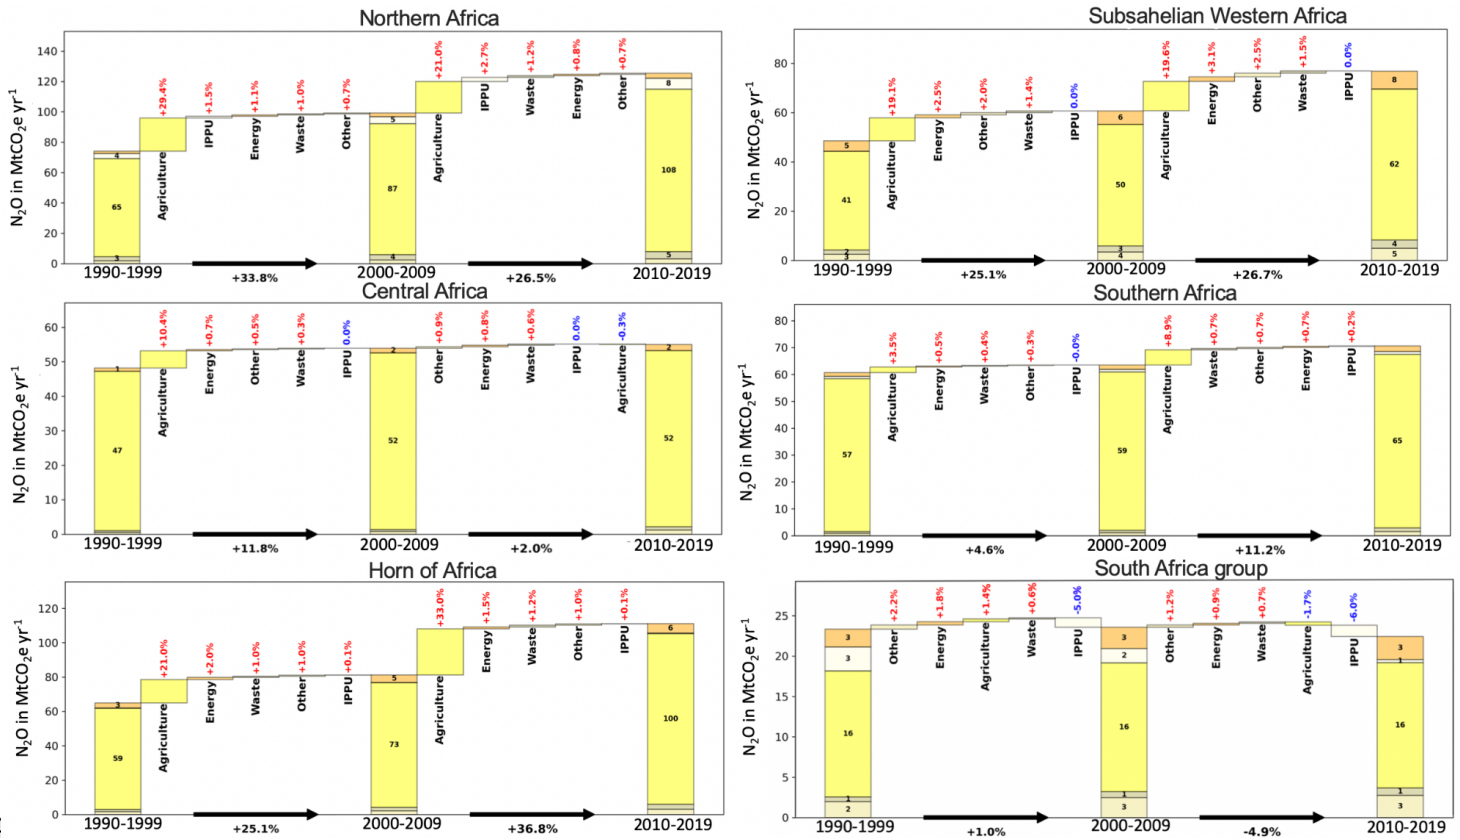 Northern Africa
N₂O in MtCO₂e yr⁻¹
140
120
100
80
60
40
20
0
4
65
3
+29.4%
Agriculture
+1.5%
IPPU
+1.1%
Energy
+1.0%
Waste
+0.7%
Other
5
87
4
+21.0%
Agriculture
+2.7%
IPPU
+1.2%
Waste
+0.8%
Energy
+0.7%
Other
8
108
5
1990-1999
+33.8%
2000-2009
+26.5%
2010-2019
Subsahelian Western Africa
N₂O in MtCO₂e yr⁻¹
80
60
40
20
0
5
41
2
3
+19.1%
Agriculture
+2.5%
Energy
+2.0%
Other
+1.4%
Waste
0.0%
IPPU
6
50
3
4
+19.6%
Agriculture
+3.1%
Energy
+2.5%
Other
+1.5%
Waste
0.0%
IPPU
8
62
4
5
1990-1999
+25.1%
2000-2009
+26.7%
2010-2019
Central Africa
N₂O in MtCO₂e yr⁻¹
60
50
40
30
20
10
0
1
47
+10.4%
Agriculture
+0.7%
Energy
+0.5%
Other
+0.3%
Waste
0.0%
IPPU
2
52
+0.9%
Other
+0.8%
Energy
+0.6%
Waste
0.0%
IPPU
-0.3%
Agriculture
2
52
1990-1999
+11.8%
2000-2009
+2.0%
2010-2019
Southern Africa
N₂O in MtCO₂e yr⁻¹
80
70
60
50
40
30
20
10
0
57
+3.5%
Agriculture
+0.5%
Energy
+0.4%
Waste
+0.3%
Other
-0.0%
IPPU
59
+8.9%
Agriculture
+0.7%
Waste
+0.7%
Other
+0.7%
Energy
+0.2%
IPPU
65
1990-1999
+4.6%
2000-2009
+11.2%
2010-2019
Horn of Africa
N₂O in MtCO₂e yr⁻¹
120
100
80
60
40
20
0
3
59
+21.0%
Agriculture
+2.0%
Energy
+1.0%
Waste
+1.0%
Other
+0.1%
IPPU
5
73
+33.0%
Agriculture
+1.5%
Energy
+1.2%
Waste
+1.0%
Other
+0.1%
IPPU
6
100
1990-1999
+25.1%
2000-2009
+36.8%
2010-2019
South Africa group
N₂O in MtCO₂e yr⁻¹
25
20
15
10
5
0
3
3
16
1
2
+2.2%
Other
+1.8%
Energy
+1.4%
Agriculture
+0.6%
Waste
-5.0%
IPPU
3
2
16
1
3
+1.2%
Other
+0.9%
Energy
+0.7%
Waste
-1.7%
Agriculture
-6.0%
IPPU
3
1
16
1
3
1990-1999
+1.0%
2000-2009
-4.9%
2010-2019